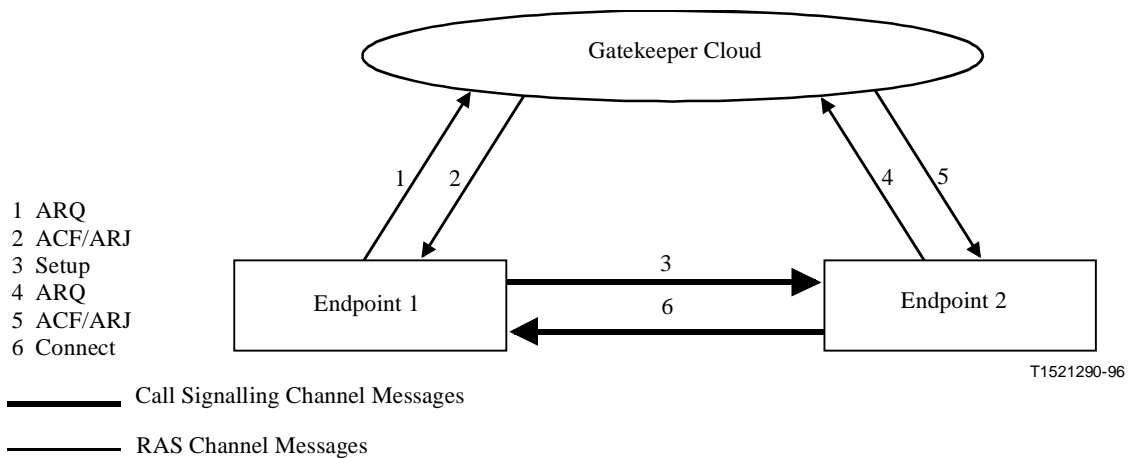 Gatekeeper Cloud
1
2
4
5
1 ARQ
2 ACF/ARJ
3 Setup
4 ARQ
5 ACF/ARJ
6 Connect
Endpoint 1
3
6
Endpoint 2
T1521290-96
Call Signalling Channel Messages
RAS Channel Messages